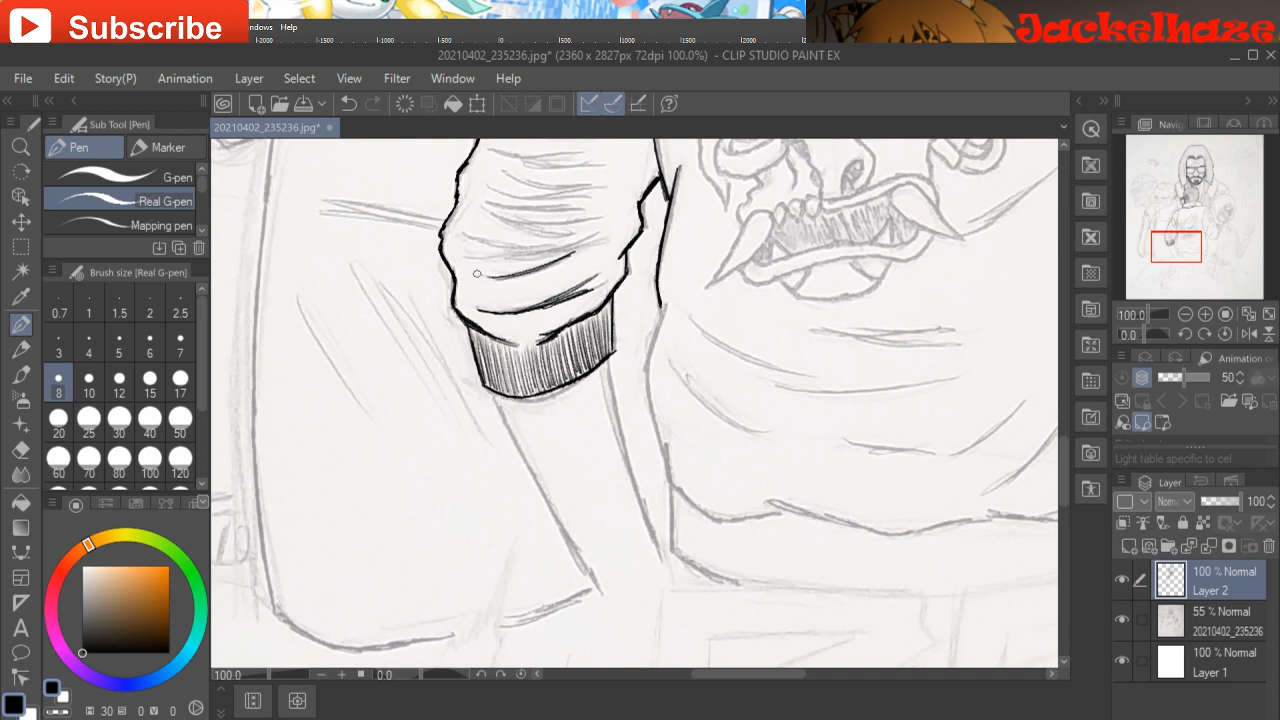 Subscribe
indows Help
Jackelhaze
20210402_235236.jpg* (2360 x 2827px 72dpi 100.0%) - CLIP STUDIO PAINT EX
File Edit Story(P) Animation Layer Select View Filter Window Help
Sub Tool [Pen]
20210402_235236.jpg*
Navig
Pen Marker
G-pen
Real G-pen
Mapping pen
Brush size [Real G-pen]
0.7 1 1.5 2 2.5
3 4 5 6 7
8 10 12 15 17
20 25 30 40 50
60 70 80 100 120
100.0
0.0
Animation ce
50
Light table specific to cel
Layer
Norm 100
100 % Normal
Layer 2
55 % Normal
20210402_235236
100 % Normal
Layer 1
100.0 0.0
H 30 S 0 V 0